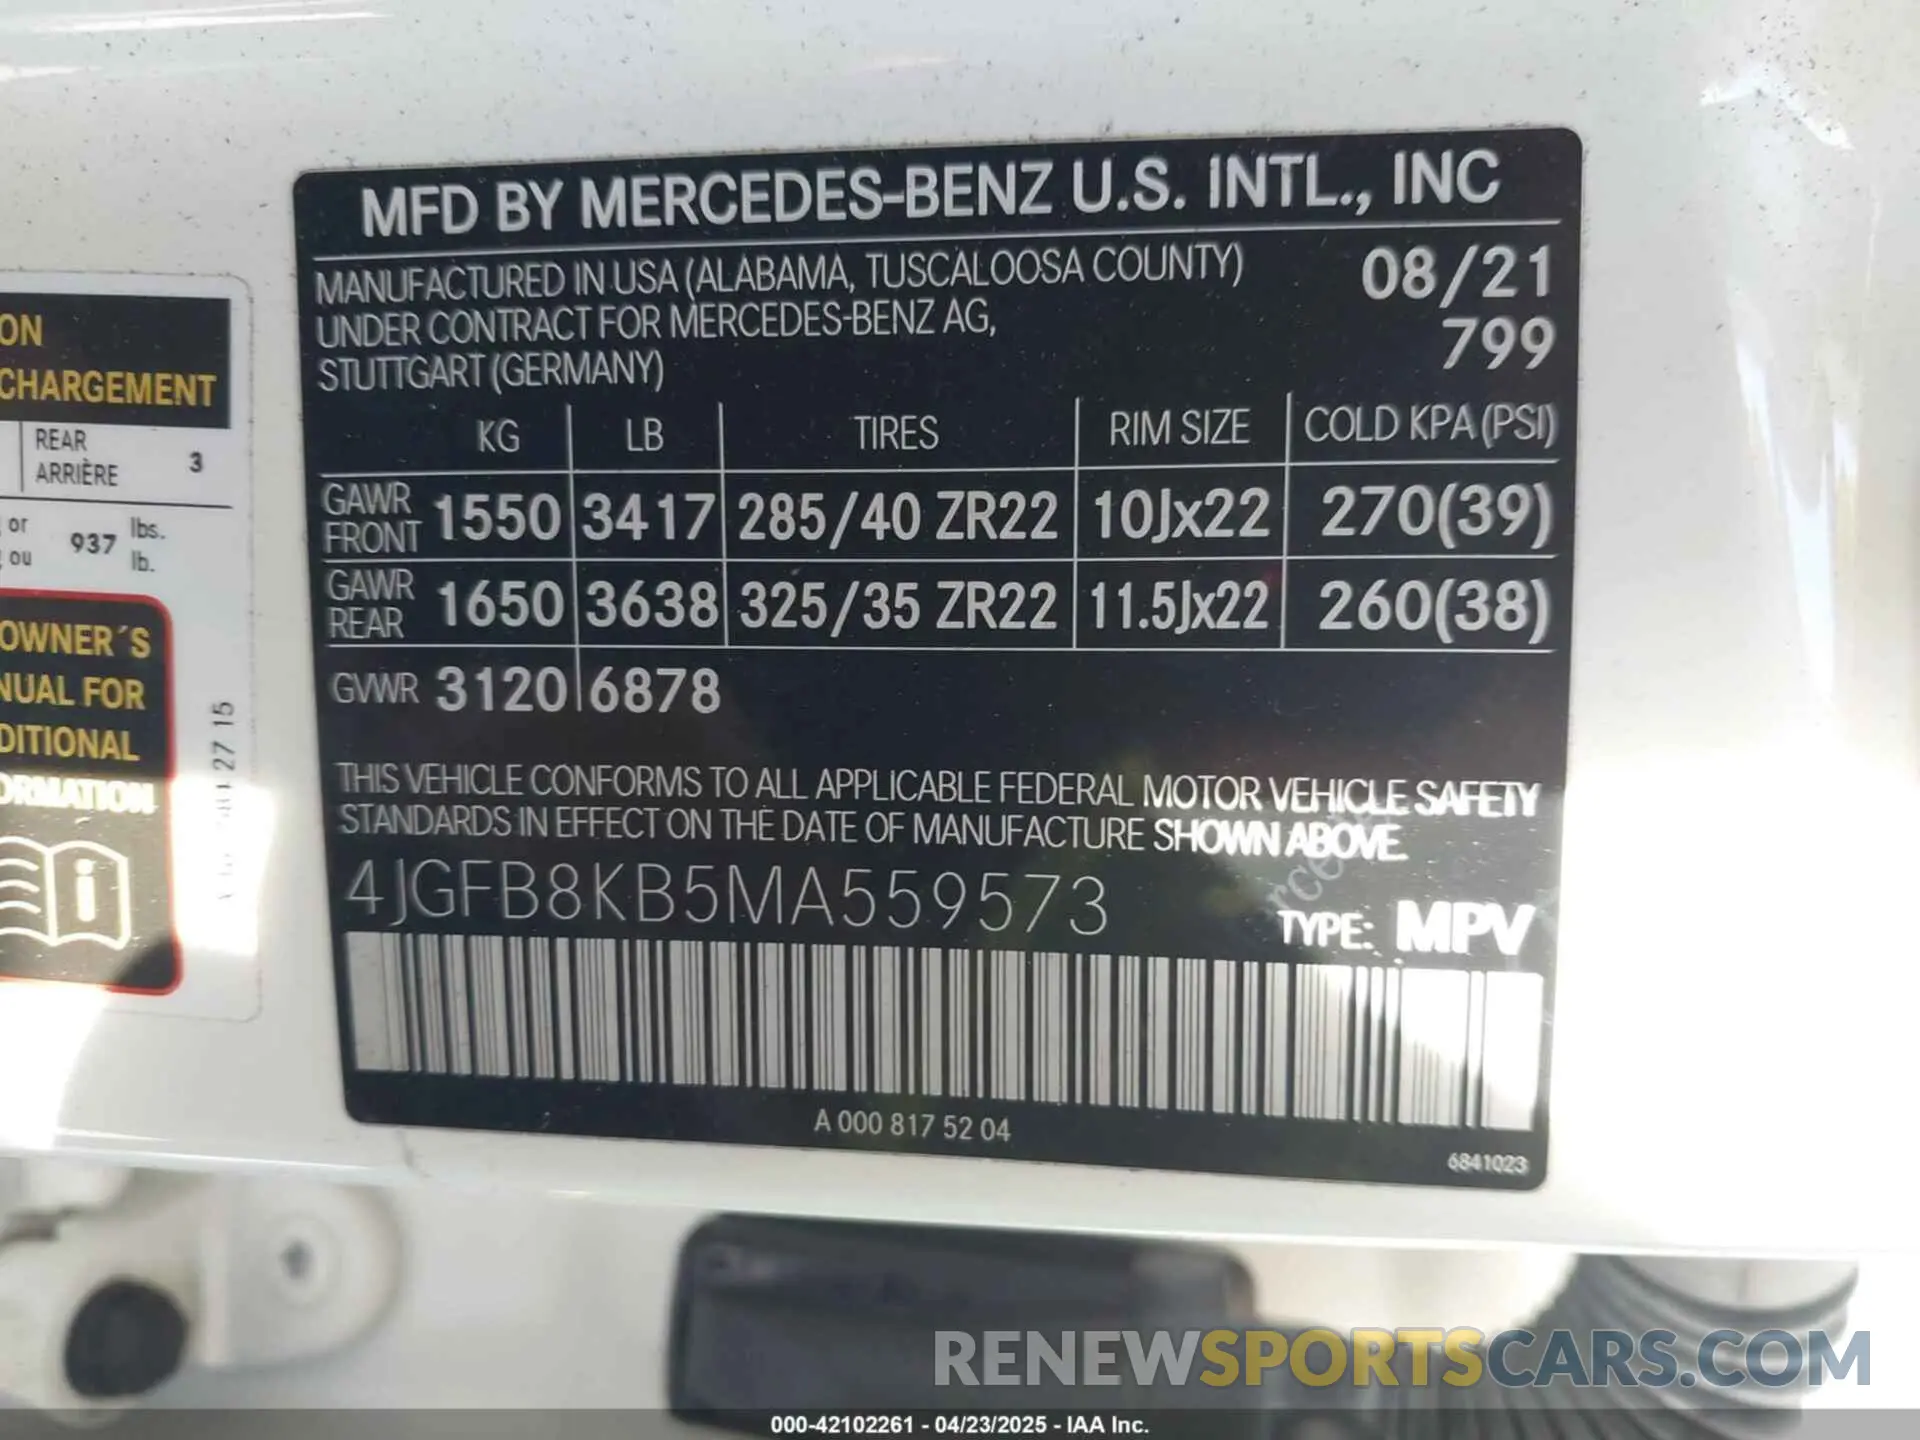 MFD BY MERCEDES-BENZ U.S. INTL., INC
MANUFACTURED IN USA (ALABAMA, TUSCALOOSA COUNTY) 08/21
UNDER CONTRACT FOR MERCEDES-BENZ AG, 799
STUTTGART (GERMANY)
KG LB TIRES RIM SIZE COLD KPA (PSI)
GAWR FRONT 1550 3417 285/40 ZR22 10Jx22 270(39)
GAWR REAR 1650 3638 325/35 ZR22 11.5Jx22 260(38)
GVWR 3120 6878
THIS VEHICLE CONFORMS TO ALL APPLICABLE FEDERAL MOTOR VEHICLE SAFETY
STANDARDS IN EFFECT ON THE DATE OF MANUFACTURE SHOWN ABOVE.
4JGFB8KB5MA559573
TYPE: MPV
A 000 817 52 04
6841023
ON
CHARGEMENT
REAR
ARRIÈRE 3
or 937 lbs.
ou lb.
OWNER´S
NUAL FOR
DITIONAL
ORMATION
27 15
RENEWSPORTSCARS.COM
000-42102261 - 04/23/2025 - IAA Inc.